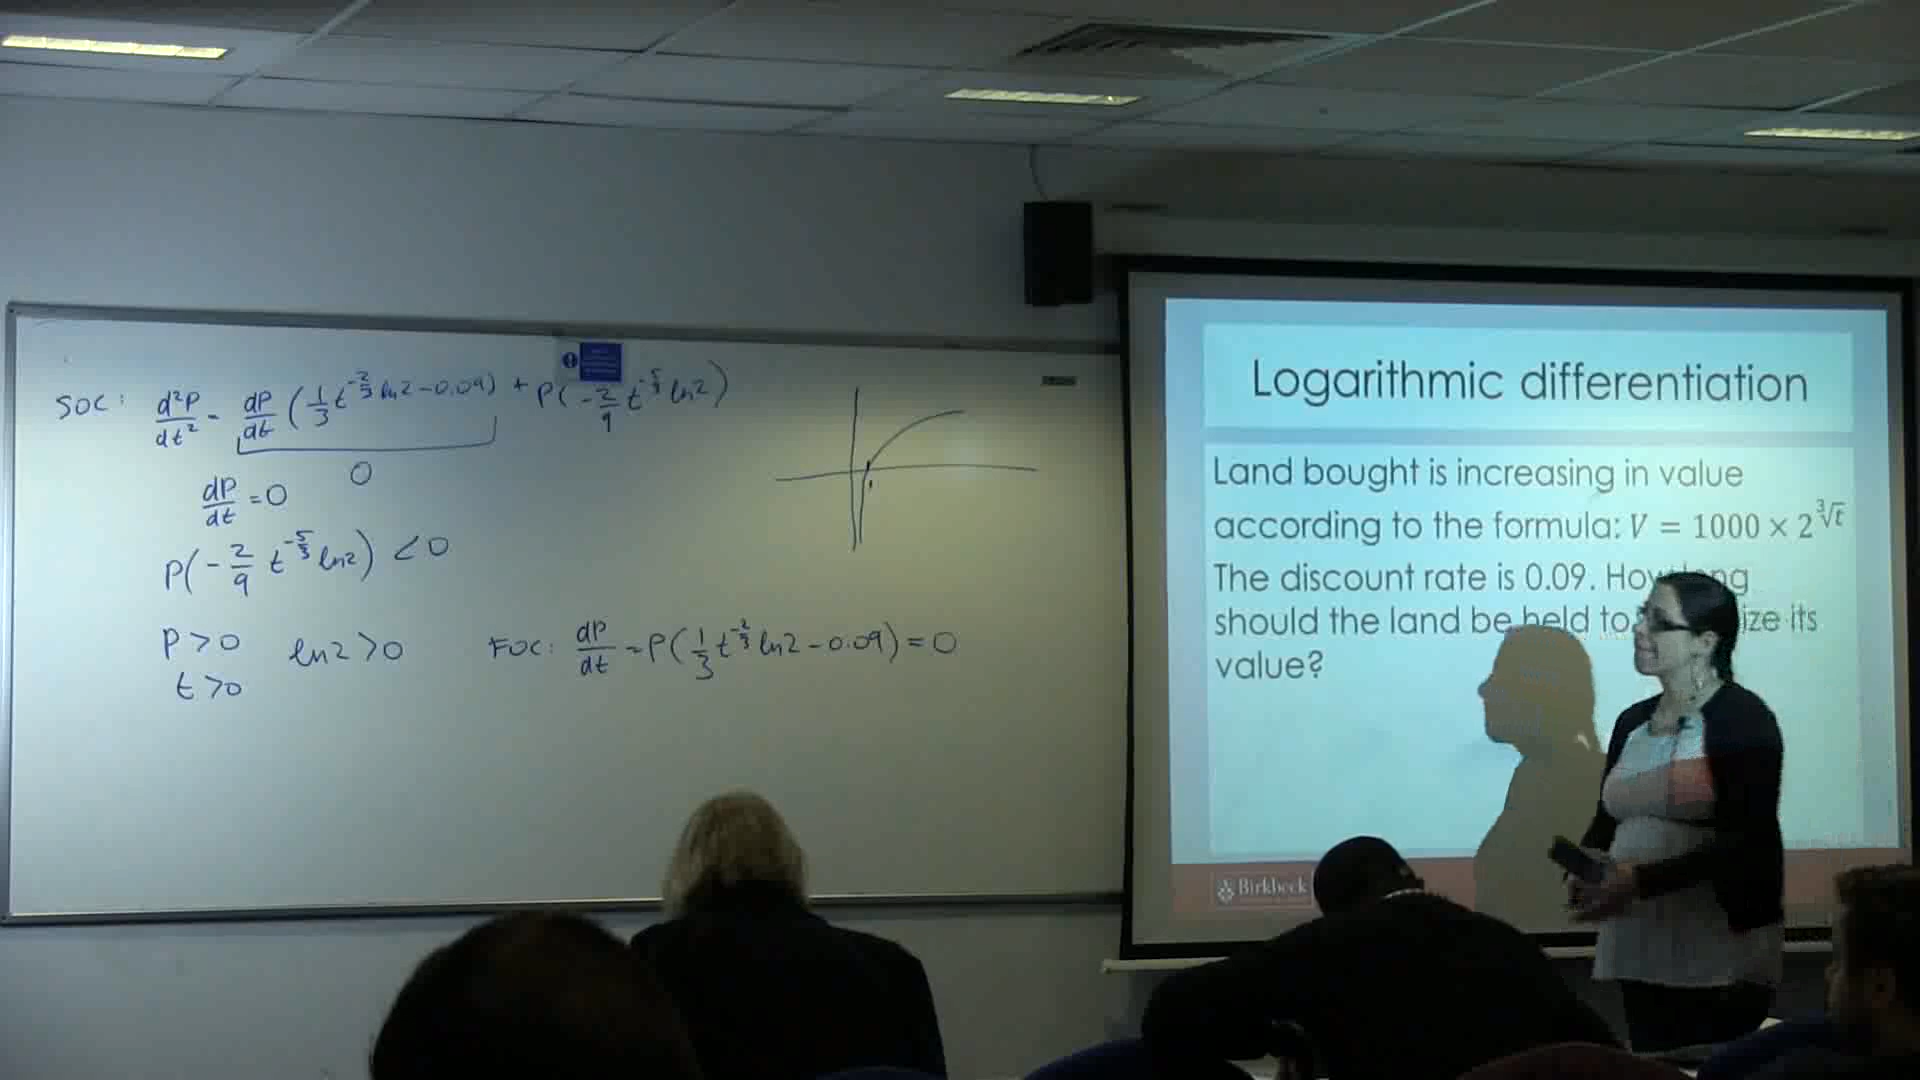 SOC: d²P/dt² = dP/dt (1/3 t^-2/3 ln2 - 0.09) + P(-2/9 t^-5/3 ln2)
0
dP/dt = 0
P(-2/9 t^-5/3 ln2) < 0
P > 0 ln2 > 0
t > 0
FOC: dP/dt = P(1/3 t^-2/3 ln2 - 0.09) = 0
Logarithmic differentiation
Land bought is increasing in value
according to the formula: V = 1000 × 2^∛t
The discount rate is 0.09.
should the land be held to
its
value?
Birkbeck